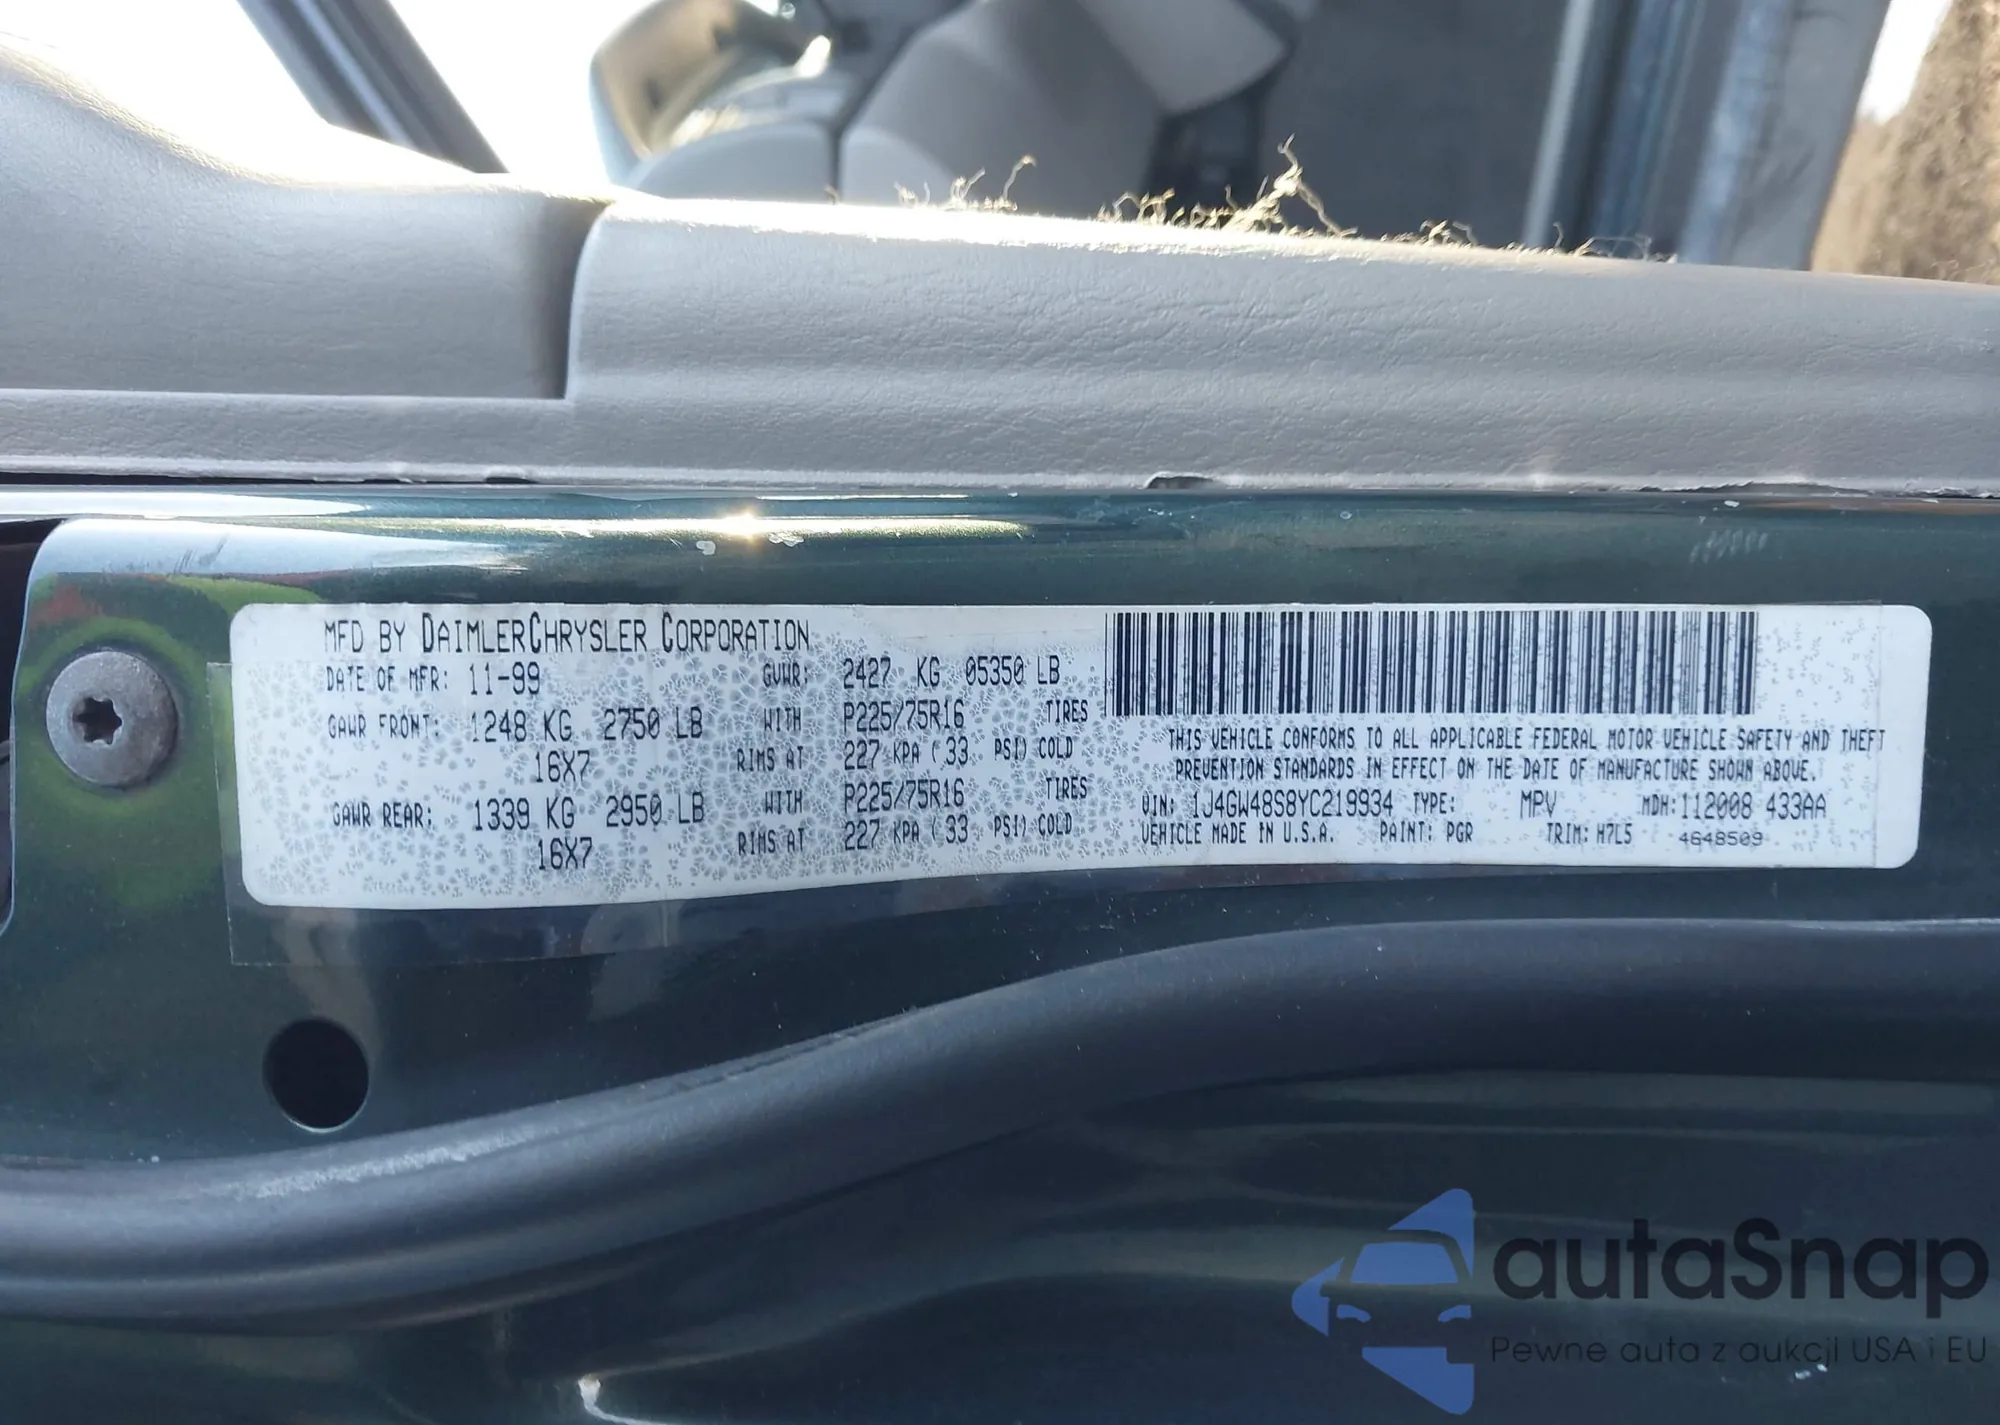 MFD BY DAIMLERCHRYSLER CORPORATION
DATE OF MFR: 11-99 GVWR: 2427 KG 05350 LB
GAWR FRONT: 1248 KG 2750 LB WITH P225/75R16 TIRES
16X7 RIMS AT 227 KPA ( 33 PSI) COLD
GAWR REAR: 1339 KG 2950 LB WITH P225/75R16 TIRES
16X7 RIMS AT 227 KPA ( 33 PSI) COLD
THIS VEHICLE CONFORMS TO ALL APPLICABLE FEDERAL MOTOR VEHICLE SAFETY AND THEFT
PREVENTION STANDARDS IN EFFECT ON THE DATE OF MANUFACTURE SHOWN ABOVE.
VIN: 1J4GW48S8YC219934 TYPE: MPV MDH: 112008 433AA
VEHICLE MADE IN U.S.A. PAINT: PGR TRIM: H7L5 4648509
autaSnap
Pewne auta z aukcji USA i EU